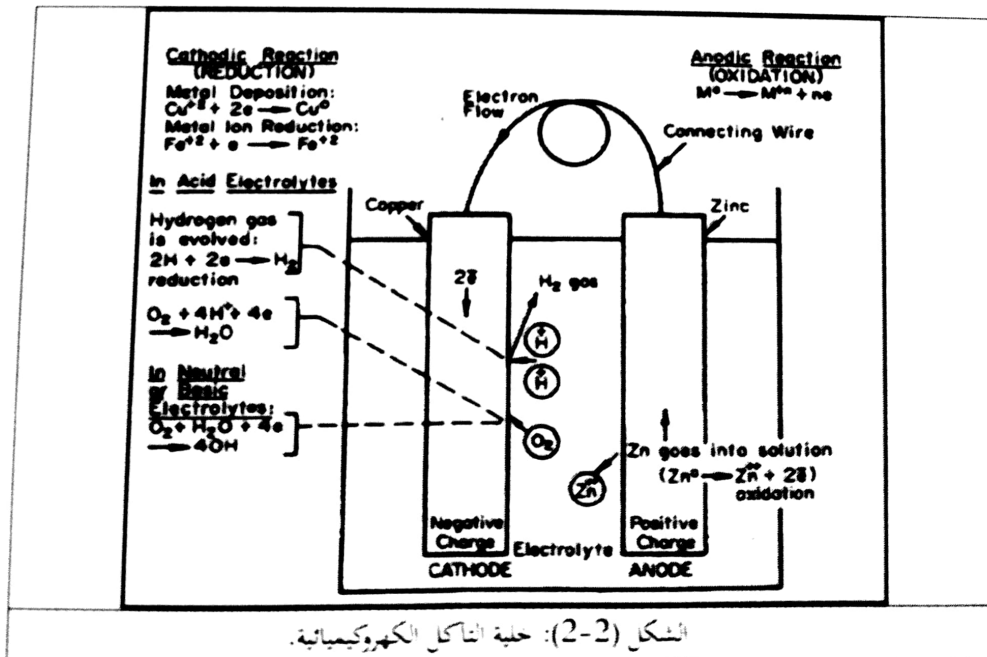 Cathodic Reaction
(REDUCTION)
Metal Deposition:
Cu⁺² + 2e → Cu⁰
Metal Ion Reduction:
Fe⁺² + e → Fe⁺²
In Acid Electrolytes
Hydrogen gas
is evolved:
2H + 2e → H₂
reduction
O₂ + 4H⁺ + 4e
→ H₂O
In Neutral
or Basic
Electrolytes:
O₂ + H₂O + 4e
→ 4OH
Anodic Reaction
(OXIDATION)
M⁰ → M⁺ⁿ + ne
Electron
Flow
Connecting Wire
Copper
Zinc
2ē
H₂ gas
H⁺
H⁺
O₂
Zn⁺⁺
Zn goes into solution
(Zn⁰ → Zn⁺⁺ + 2ē)
oxidation
Negative
Charge
Electrolyte
Positive
Charge
CATHODE
ANODE
الشكل (2-2): خلية التآكل الكهروكيميائية.